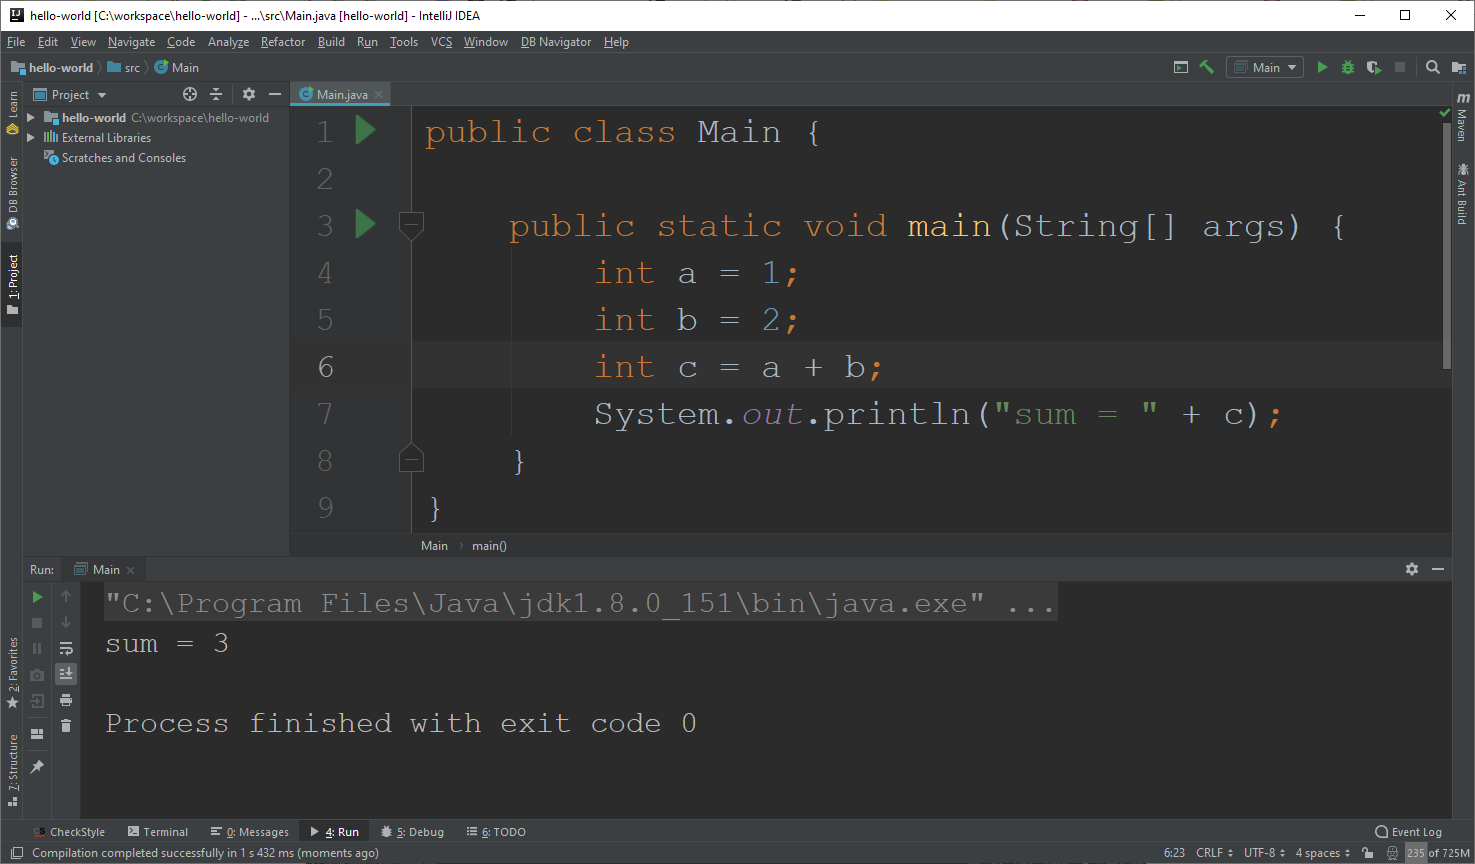 hello-world [C:\workspace\hello-world] - ...\src\Main.java [hello-world] - IntelliJ IDEA
File Edit View Navigate Code Analyze Refactor Build Run Tools VCS Window DB Navigator Help
hello-world src Main
Main
Project
Main.java
Learn
DB Browser
1: Project
2: Favorites
7: Structure
hello-world C:\workspace\hello-world
External Libraries
Scratches and Consoles
1 public class Main {
2
3 public static void main(String[] args) {
4 int a = 1;
5 int b = 2;
6 int c = a + b;
7 System.out.println("sum = " + c);
8 }
9 }
Main main()
m Maven
Ant Build
Run: Main
"C:\Program Files\Java\jdk1.8.0_151\bin\java.exe" ...
sum = 3
Process finished with exit code 0
CS CheckStyle Terminal 0: Messages 4: Run 5: Debug 6: TODO Event Log
Compilation completed successfully in 1 s 432 ms (moments ago) 6:23 CRLF UTF-8 4 spaces 235 of 725M